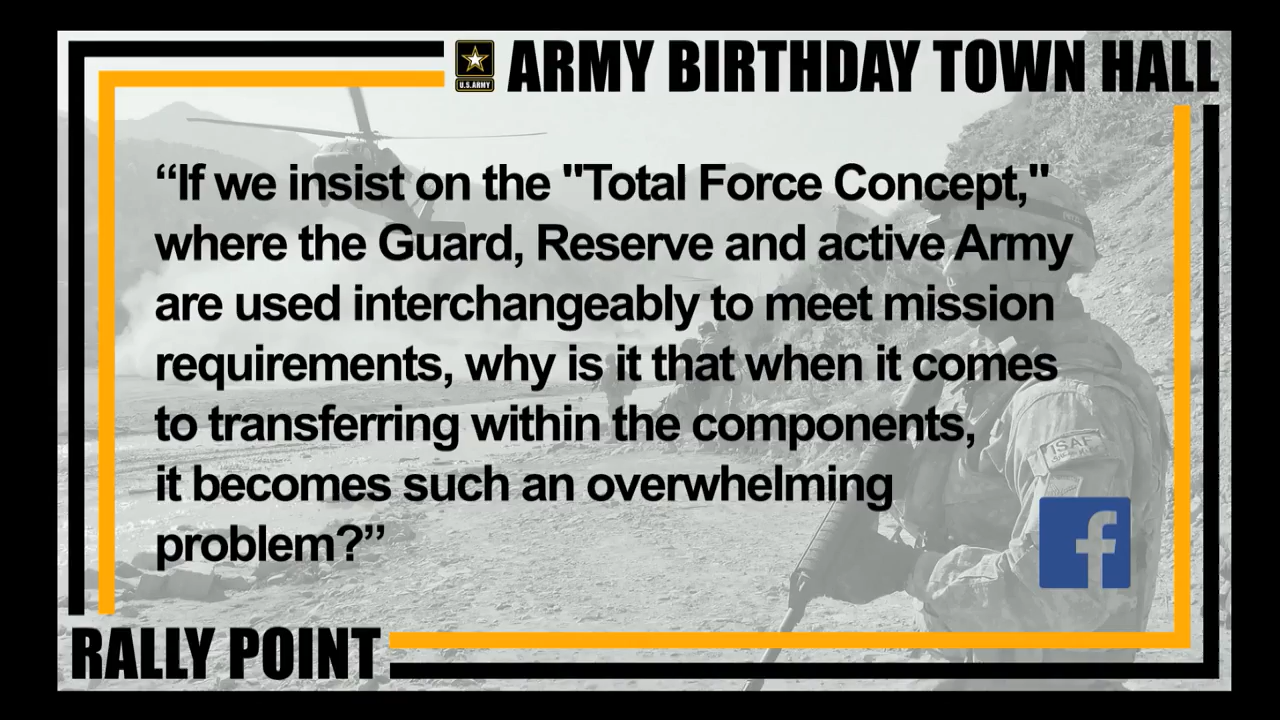 U.S. ARMY
ARMY BIRTHDAY TOWN HALL
“If we insist on the "Total Force Concept,"
where the Guard, Reserve and active Army
are used interchangeably to meet mission
requirements, why is it that when it comes
to transferring within the components,
it becomes such an overwhelming
problem?”
ISAF
f
RALLY POINT